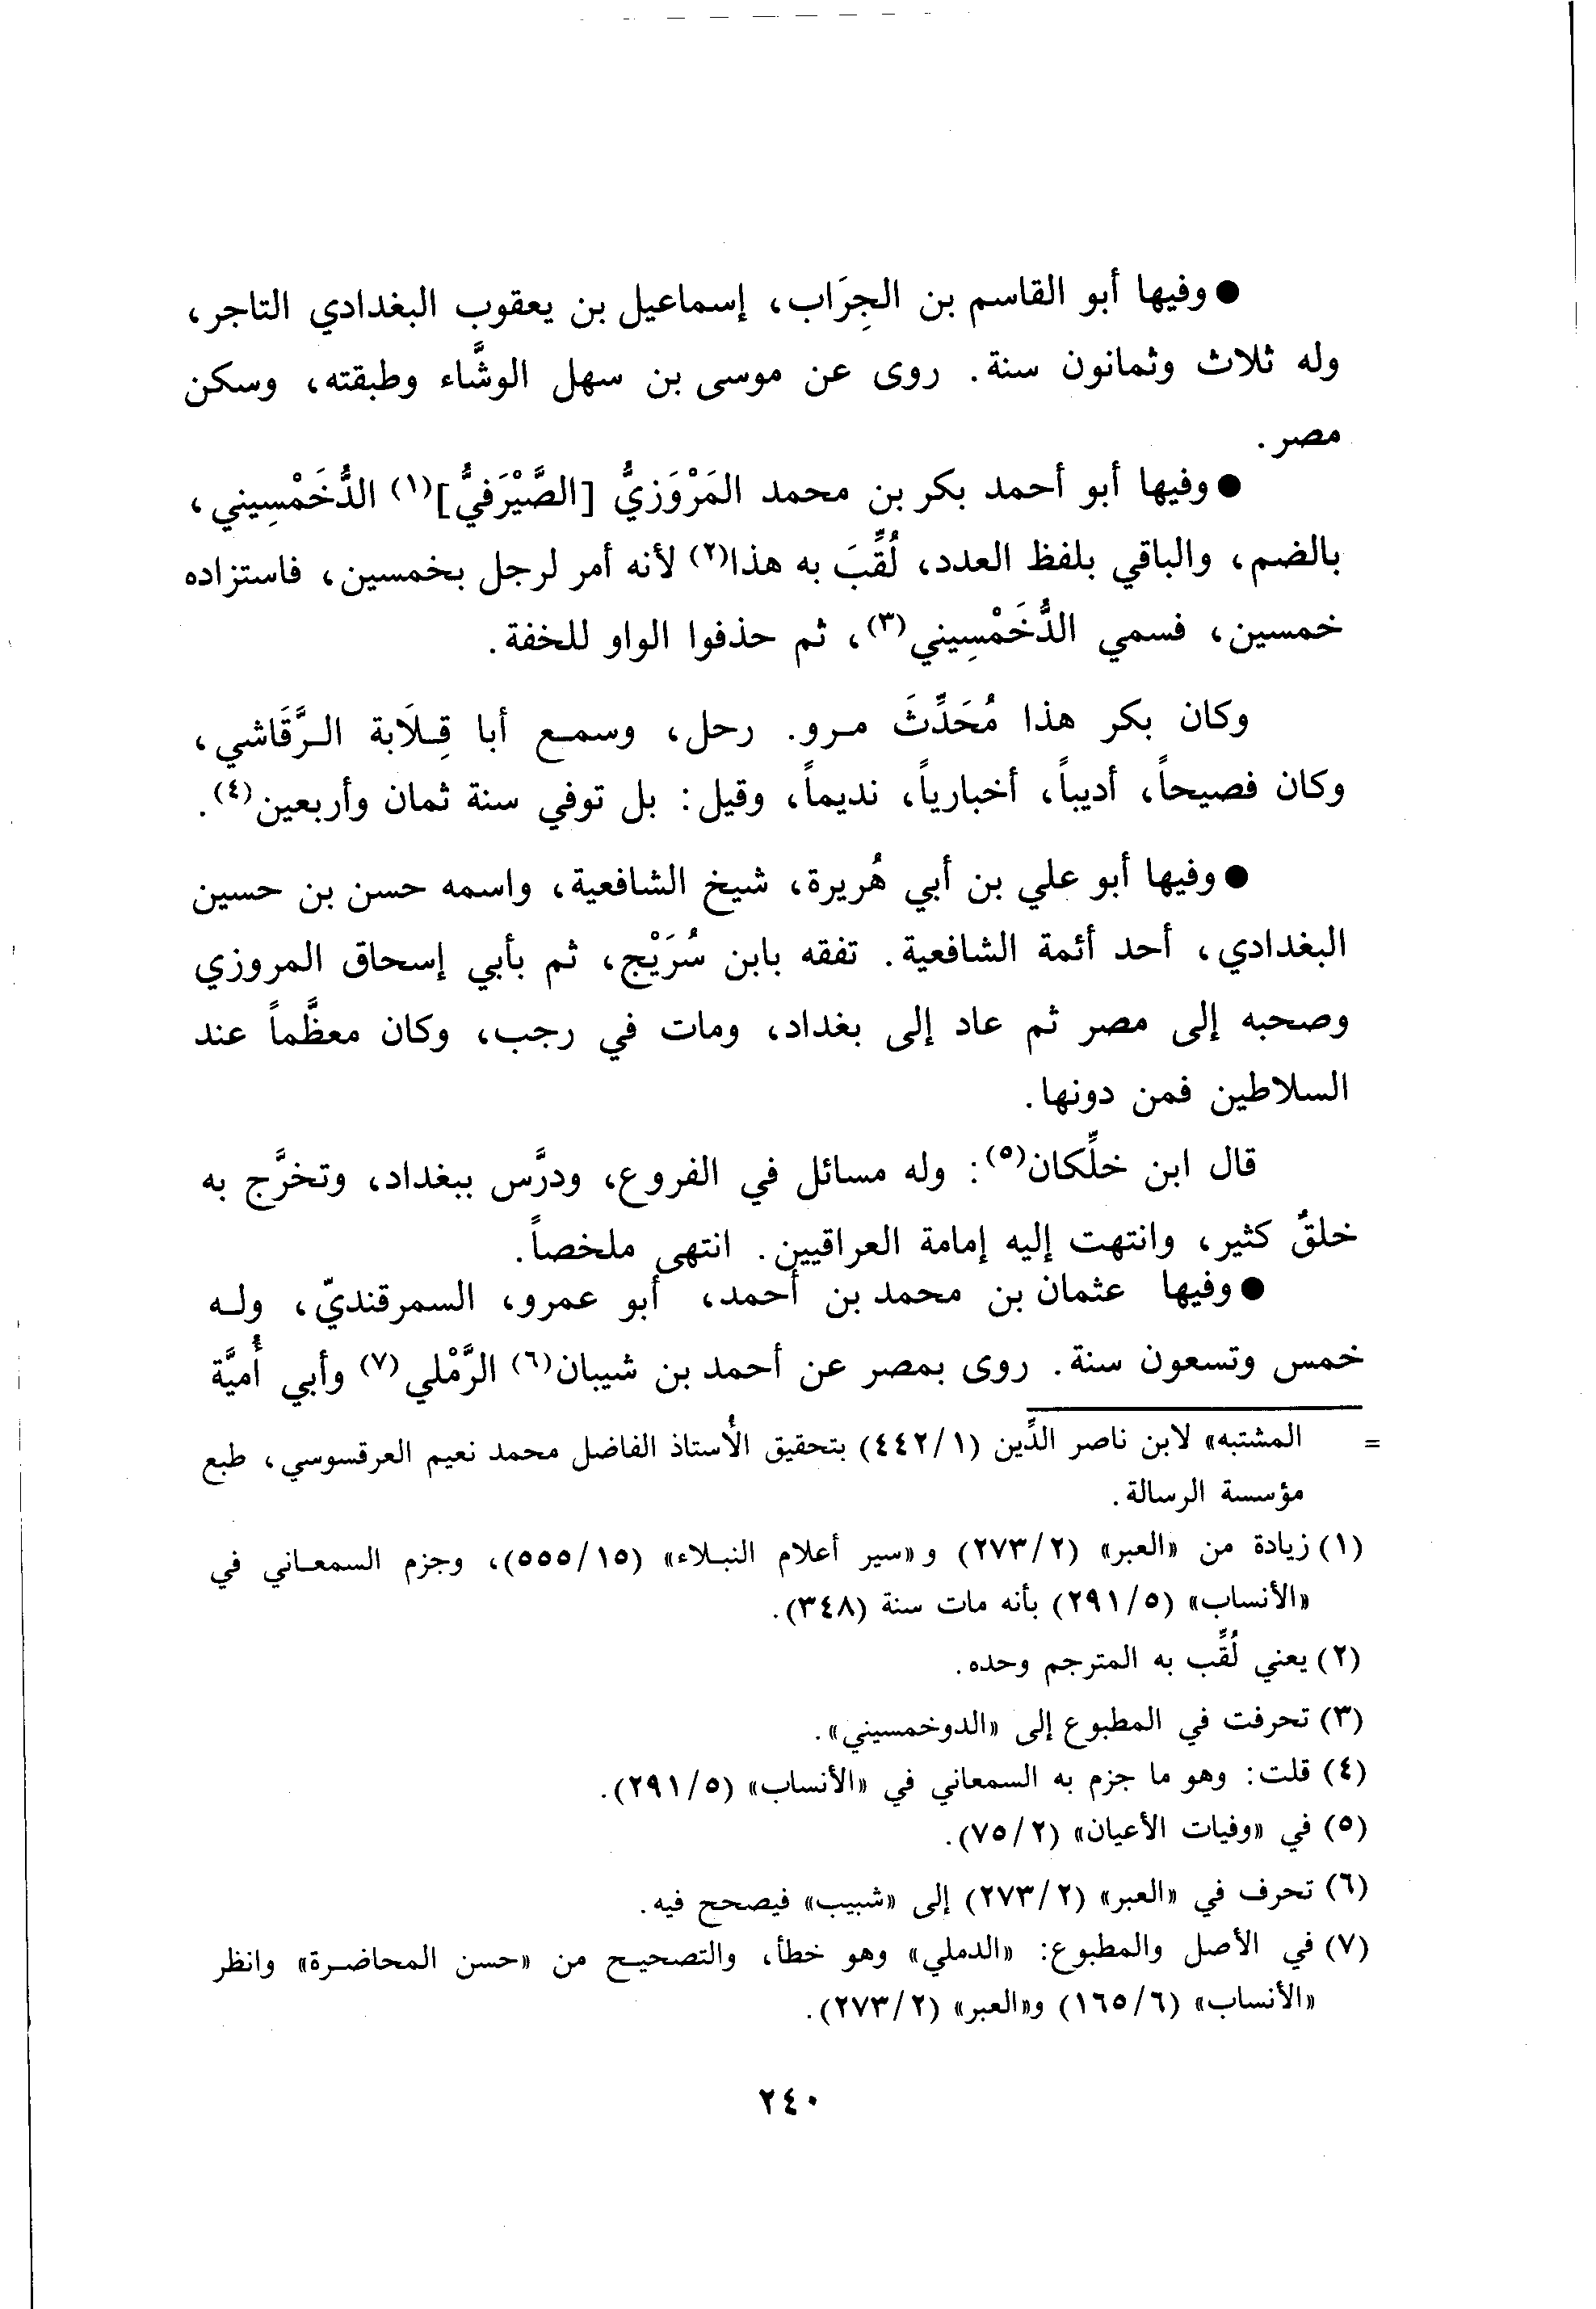 ● وفيها أبو القاسم بن الجِرَاب، إسماعيل بن يعقوب البغدادي التاجر،
وله ثلاث وثمانون سنة. روى عن موسى بن سهل الوشَّاء وطبقته، وسكن
مصر.
● وفيها أبو أحمد بكر بن محمد المَرْوَزيُّ [الصَّيْرَفيُّ](١) الدُّخَمْسِيني،
بالضم، والباقي بلفظ العدد، لُقِّبَ به هذا(٢) لأنه أمر لرجل بخمسين، فاستزاده
خمسين، فسمي الدُّخَمْسِيني(٣)، ثم حذفوا الواو للخفة.
وكان بكر هذا مُحَدِّثَ مرو. رحل، وسمع أبا قِلَابة الرَّقَاشي،
وكان فصيحاً، أديباً، أخبارياً، نديماً، وقيل: بل توفي سنة ثمان وأربعين(٤).
● وفيها أبو علي بن أبي هُريرة، شيخ الشافعية، واسمه حسن بن حسين
البغدادي، أحد أئمة الشافعية. تفقه بابن سُرَيْج، ثم بأبي إسحاق المروزي
وصحبه إلى مصر ثم عاد إلى بغداد، ومات في رجب، وكان معظَّماً عند
السلاطين فمن دونها.
قال ابن خلِّكان(٥): وله مسائل في الفروع، ودرَّس ببغداد، وتخرَّج به
خلقٌ كثير، وانتهت إليه إمامة العراقيين. انتهى ملخصاً.
● وفيها عثمان بن محمد بن أحمد، أبو عمرو، السمرقنديّ، وله
خمس وتسعون سنة. روى بمصر عن أحمد بن شيبان(٦) الرَّمْلي(٧) وأبي أُميَّة
= المشتبه» لابن ناصر الدِّين (١/٤٤٢) بتحقيق الأستاذ الفاضل محمد نعيم العرقسوسي، طبع
مؤسسة الرسالة.
(١) زيادة من «العبر» (٢/٢٧٣) و «سير أعلام النبلاء» (١٥/٥٥٥)، وجزم السمعاني في
«الأنساب» (٥/٢٩١) بأنه مات سنة (٣٤٨).
(٢) يعني لُقِّب به المترجم وحده.
(٣) تحرفت في المطبوع إلى «الدوخمسيني».
(٤) قلت: وهو ما جزم به السمعاني في «الأنساب» (٥/٢٩١).
(٥) في «وفيات الأعيان» (٢/٧٥).
(٦) تحرف في «العبر» (٢/٢٧٣) إلى «شبيب» فيصحح فيه.
(٧) في الأصل والمطبوع: «الدملي» وهو خطأ، والتصحيح من «حسن المحاضرة» وانظر
«الأنساب» (٦/١٦٥) و«العبر» (٢/٢٧٣).
٢٤٠